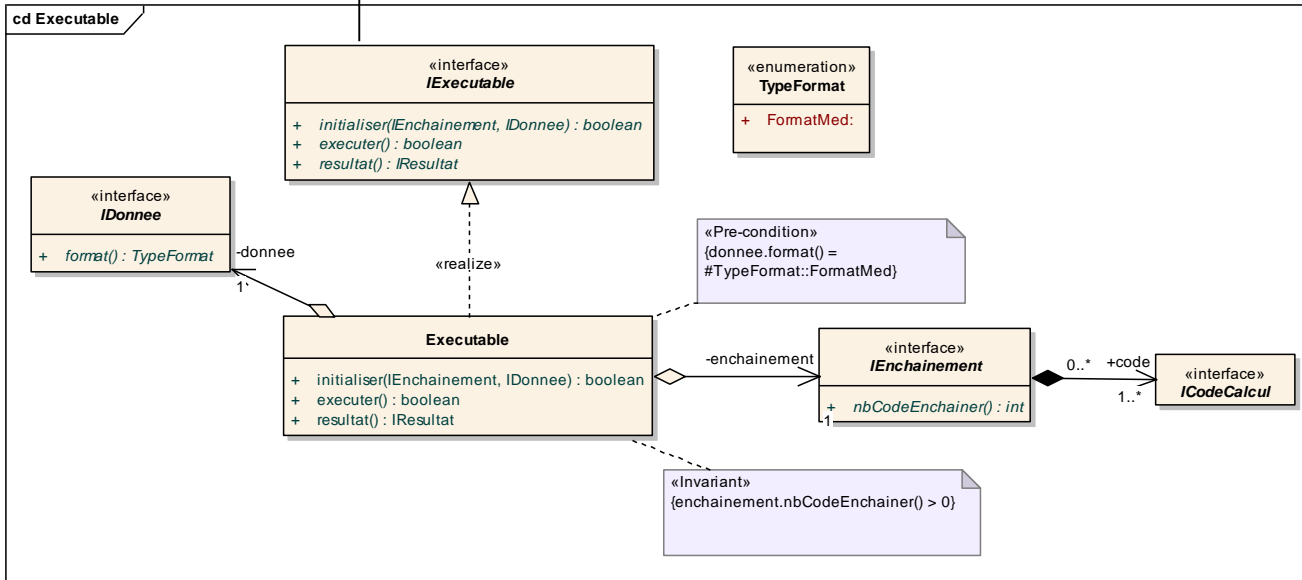 cd Executable
«interface»
IExecutable
+ initialiser(IEnchainement, IDonnee) : boolean
+ executer() : boolean
+ resultat() : IResultat
«enumeration»
TypeFormat
+ FormatMed:
«interface»
IDonnee
+ format() : TypeFormat
-donnee
1
«realize»
«Pre-condition»
{donnee.format() =
#TypeFormat::FormatMed}
Executable
+ initialiser(IEnchainement, IDonnee) : boolean
+ executer() : boolean
+ resultat() : IResultat
-enchainement
1
«interface»
IEnchainement
+ nbCodeEnchainer() : int
0..*
+code
1..*
«interface»
ICodeCalcul
«Invariant»
{enchainement.nbCodeEnchainer() > 0}